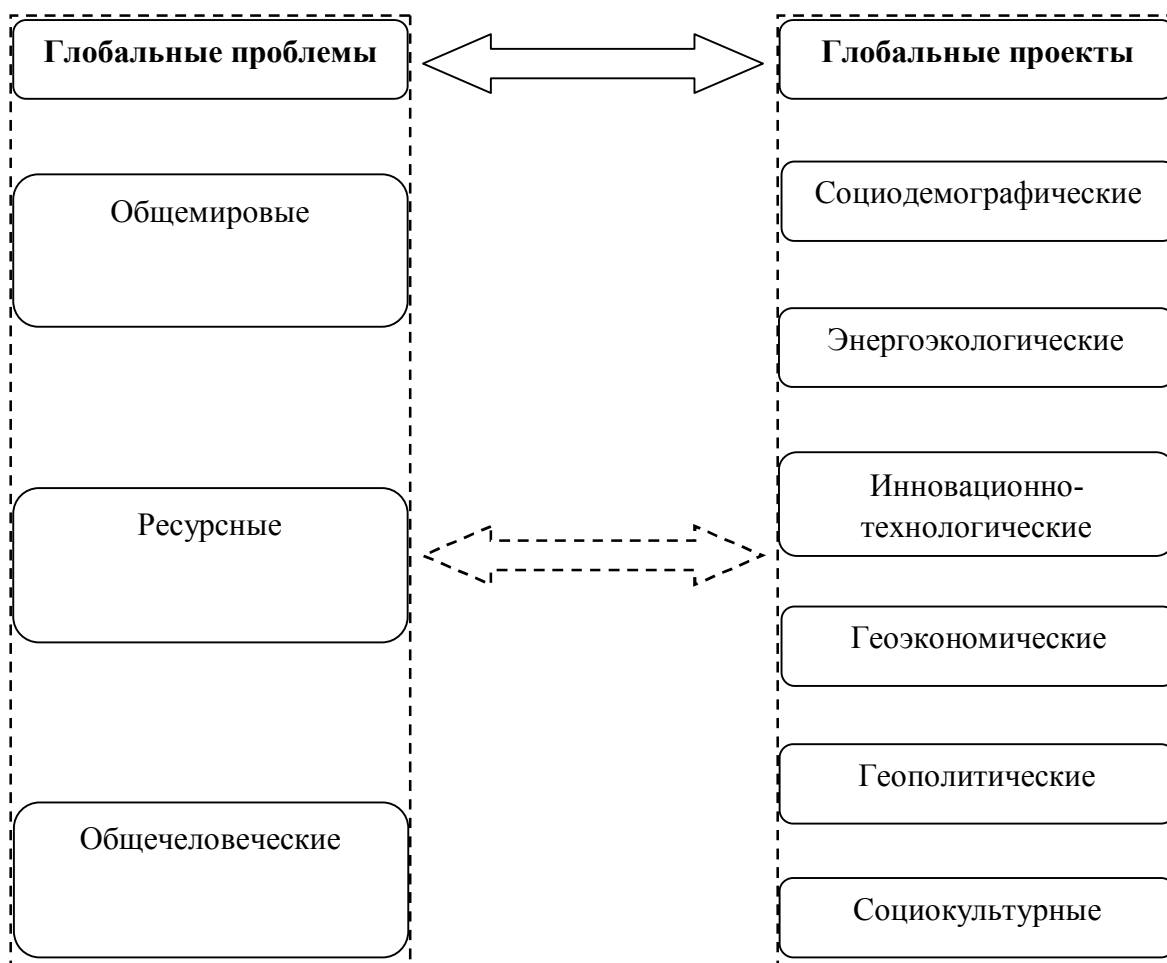 Глобальные проблемы
Общемировые
Ресурсные
Общечеловеческие
Глобальные проекты
Социодемографические
Энергоэкологические
Инновационно-
технологические
Геоэкономические
Геополитические
Социокультурные